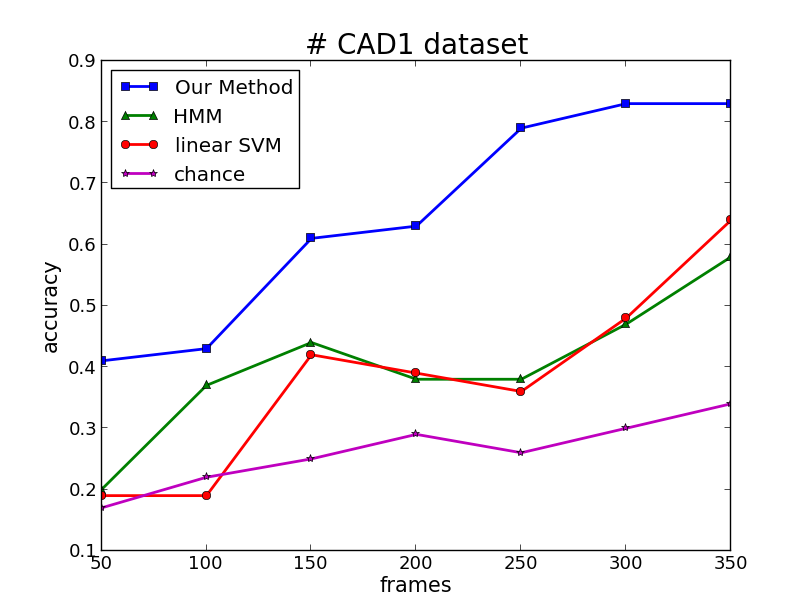 # CAD1 dataset
0.9
0.8
0.7
0.6
0.5
0.4
0.3
0.2
0.1
accuracy
Our Method
HMM
linear SVM
chance
50 100 150 200 250 300 350
frames